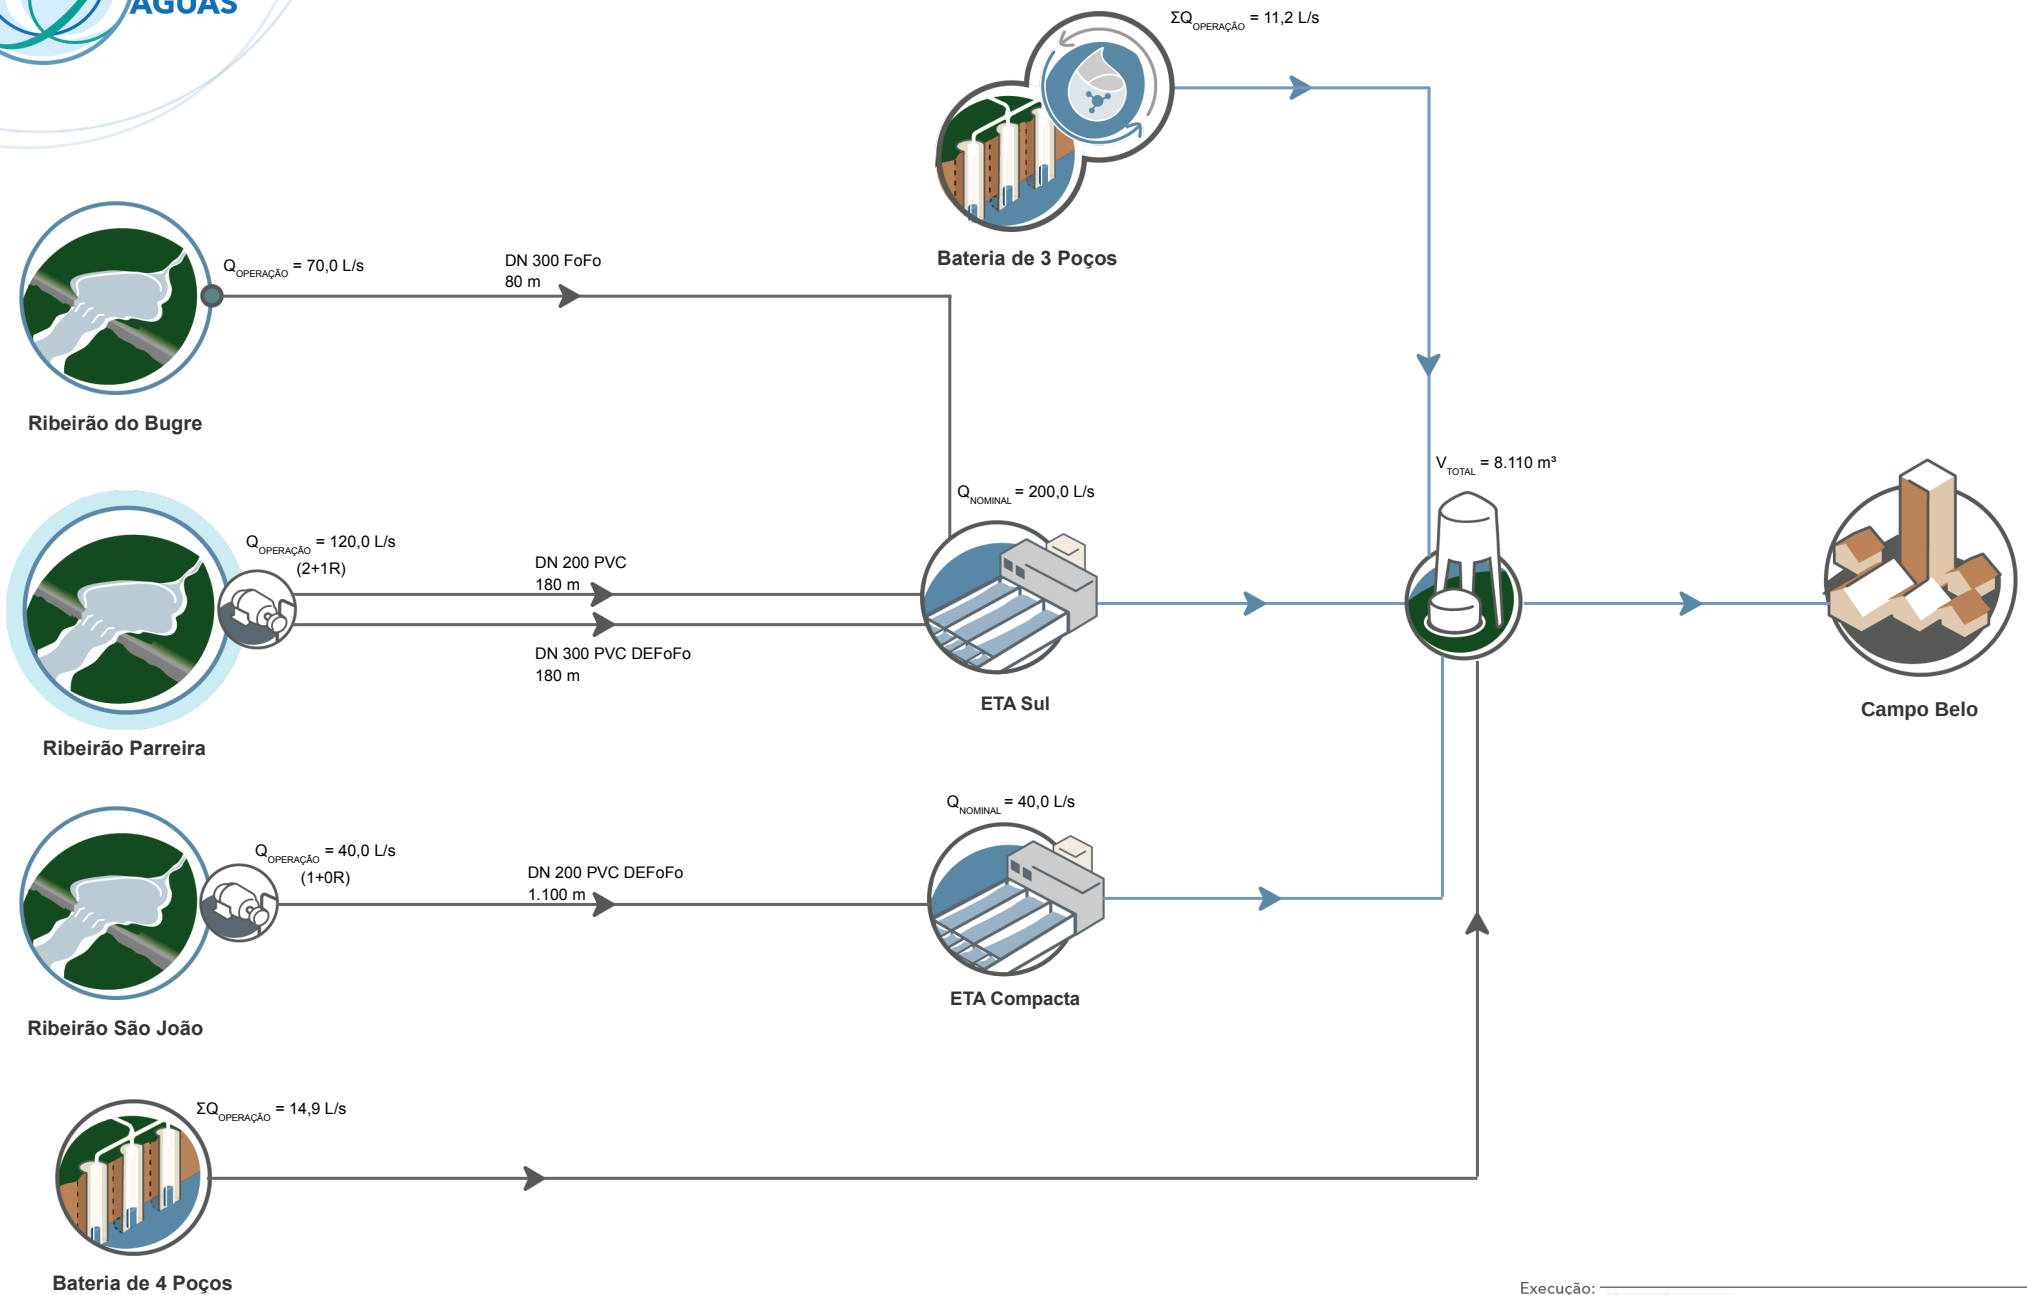 ÁGUAS
ΣQOPERAÇÃO = 11,2 L/s
Bateria de 3 Poços
QOPERAÇÃO = 70,0 L/s
DN 300 FoFo
80 m
Ribeirão do Bugre
VTOTAL = 8.110 m³
QNOMINAL = 200,0 L/s
QOPERAÇÃO = 120,0 L/s
(2+1R)
DN 200 PVC
180 m
DN 300 PVC DEFoFo
180 m
ETA Sul
Campo Belo
Ribeirão Parreira
QNOMINAL = 40,0 L/s
QOPERAÇÃO = 40,0 L/s
(1+0R)
DN 200 PVC DEFoFo
1.100 m
ETA Compacta
Ribeirão São João
ΣQOPERAÇÃO = 14,9 L/s
Bateria de 4 Poços
Execução: